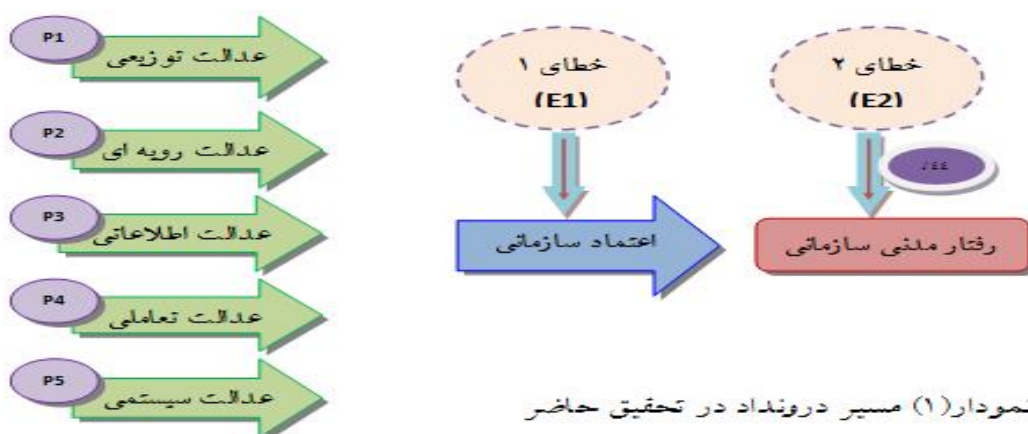 P1
عدالت توزیعی
P2
عدالت رویه ای
P3
عدالت اطلاعاتی
P4
عدالت تعاملی
P5
عدالت سیستمی
خطای ۱
(E1)
خطای ۲
(E2)
٤٤٪
اعتماد سازمانی
رفتار مدنی سازمانی
نمودار(۱) مسیر درونداد در تحقیق حاضر